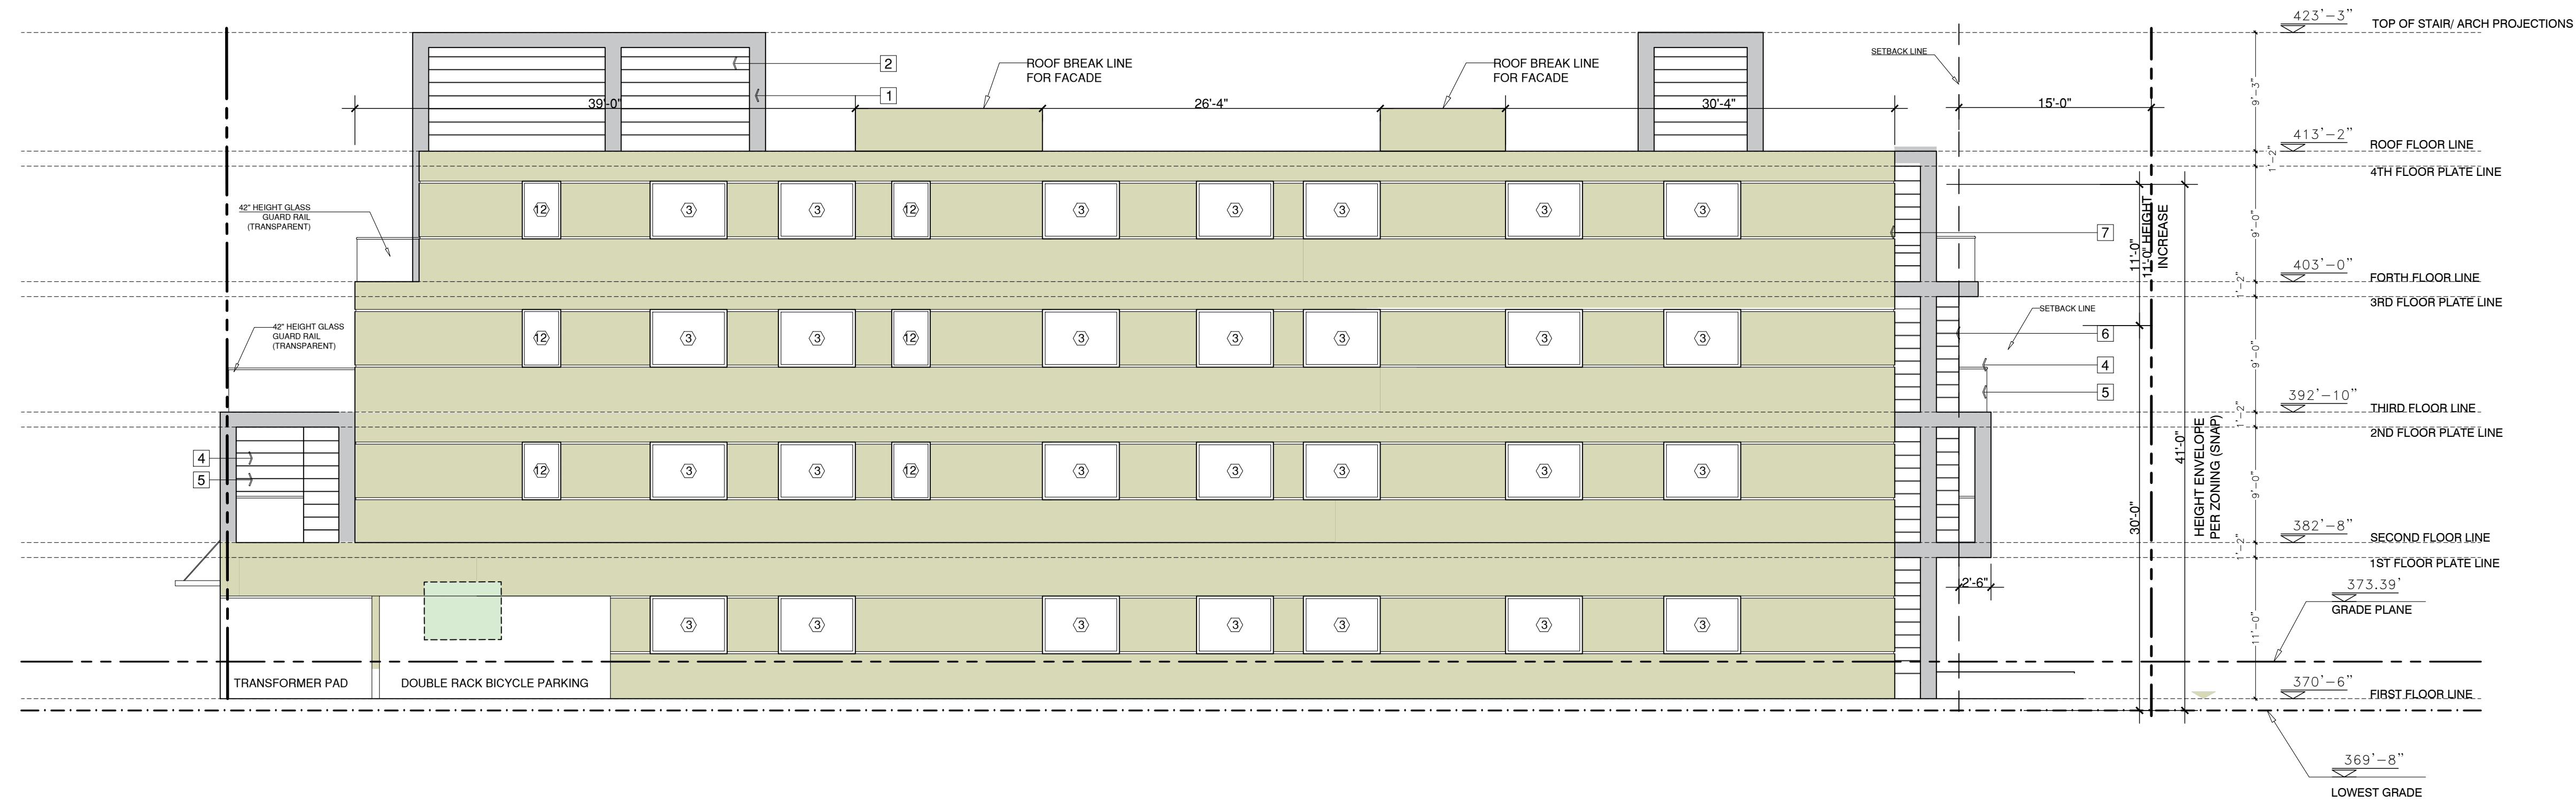 423'-3"
TOP OF STAIR/ ARCH PROJECTIONS
SETBACK LINE
2
ROOF BREAK LINE
FOR FACADE
ROOF BREAK LINE
FOR FACADE
1
39'-0"
26'-4"
30'-4"
15'-0"
9'-3"
413'-2"
ROOF FLOOR LINE
1'-2"
4TH FLOOR PLATE LINE
42" HEIGHT GLASS
GUARD RAIL
(TRANSPARENT)
12
3
3
12
3
3
3
3
3
7
11'-0"
11'-0" HEIGHT
INCREASE
9'-0"
403'-0"
FORTH FLOOR LINE
1'-2"
3RD FLOOR PLATE LINE
SETBACK LINE
42" HEIGHT GLASS
GUARD RAIL
(TRANSPARENT)
12
3
3
12
3
3
3
3
3
6
4
5
9'-0"
392'-10"
THIRD FLOOR LINE
1'-2"
2ND FLOOR PLATE LINE
4
5
12
3
3
12
3
3
3
3
3
30'-0"
41'-0"
HEIGHT ENVELOPE
PER ZONING (SNAP)
9'-0"
382'-8"
SECOND FLOOR LINE
1'-2"
1ST FLOOR PLATE LINE
2'-6"
373.39'
GRADE PLANE
3
3
3
3
3
3
3
11'-0"
TRANSFORMER PAD
DOUBLE RACK BICYCLE PARKING
370'-6"
FIRST FLOOR LINE
369'-8"
LOWEST GRADE